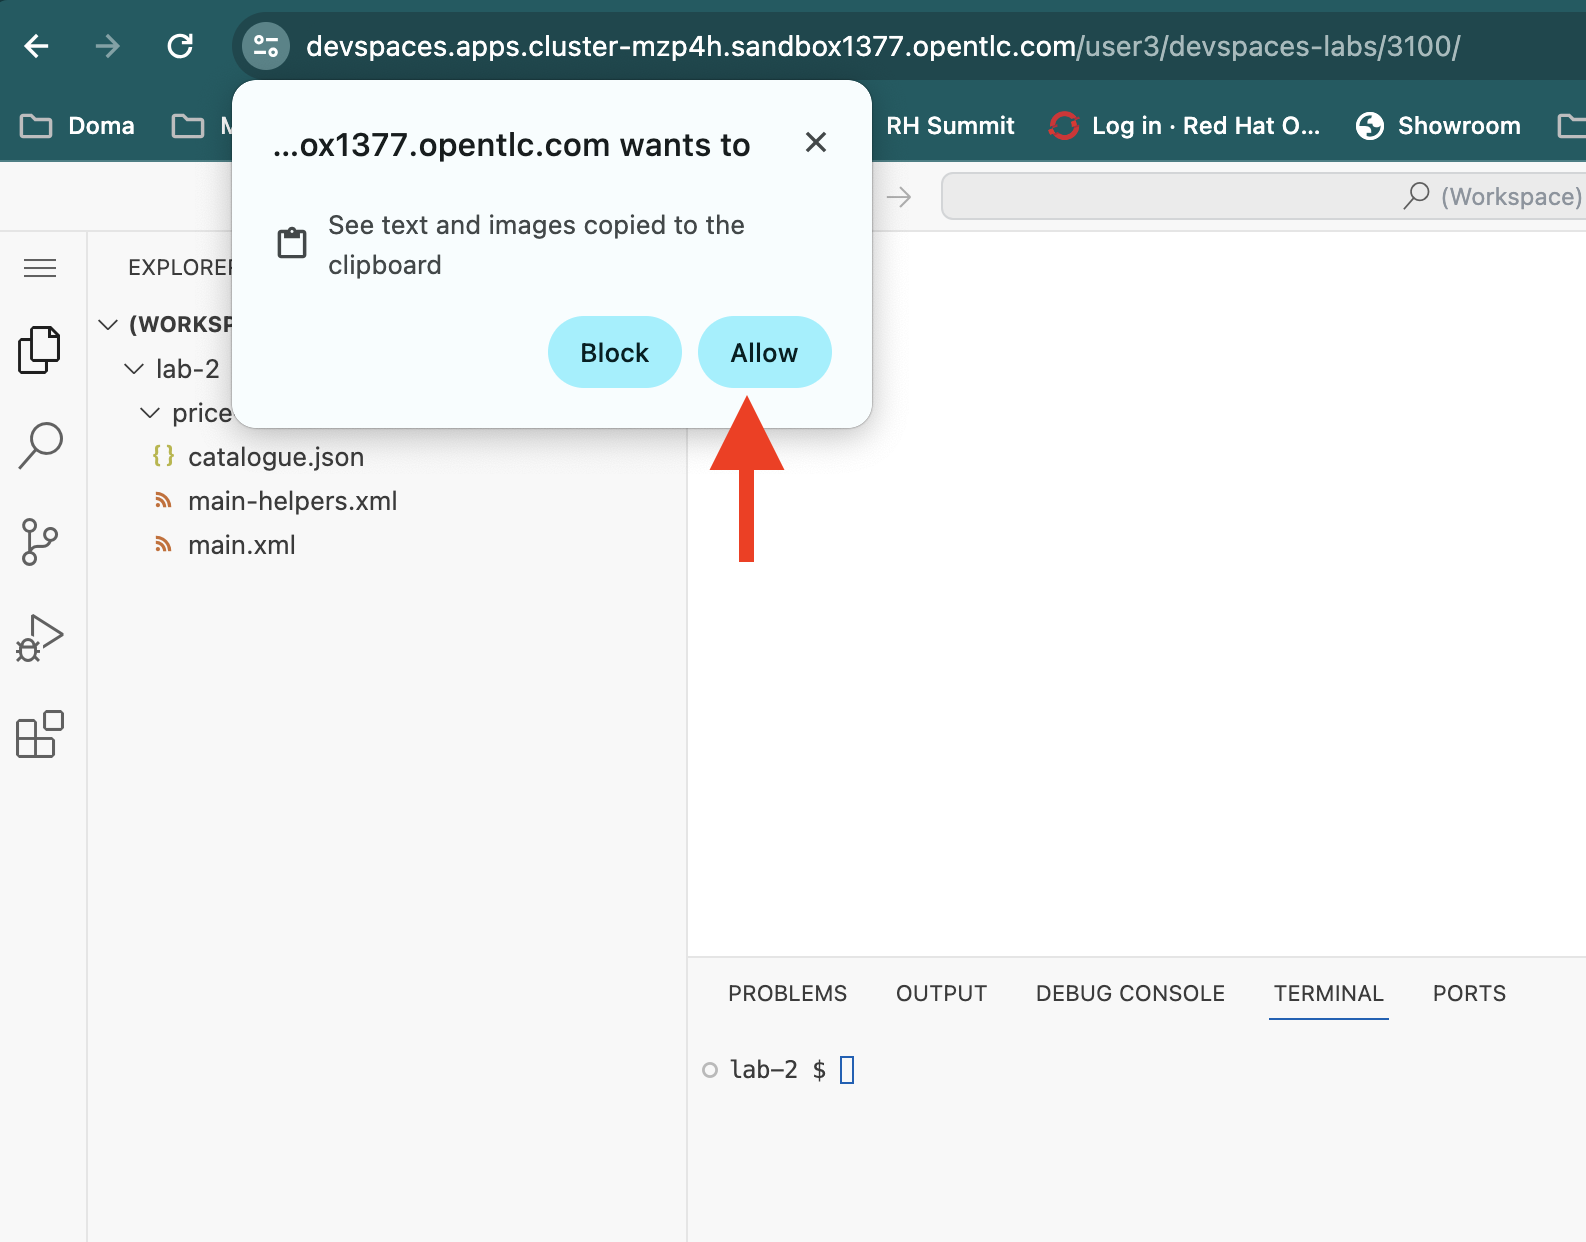 devspaces.apps.cluster-mzp4h.sandbox1377.opentlc.com/user3/devspaces-labs/3100/
Doma
RH Summit
Log in · Red Hat O...
Showroom
...ox1377.opentlc.com wants to
See text and images copied to the
clipboard
Block
Allow
(Workspace)
EXPLORER
(WORKSP
lab-2
price
catalogue.json
main-helpers.xml
main.xml
PROBLEMS
OUTPUT
DEBUG CONSOLE
TERMINAL
PORTS
lab-2 $